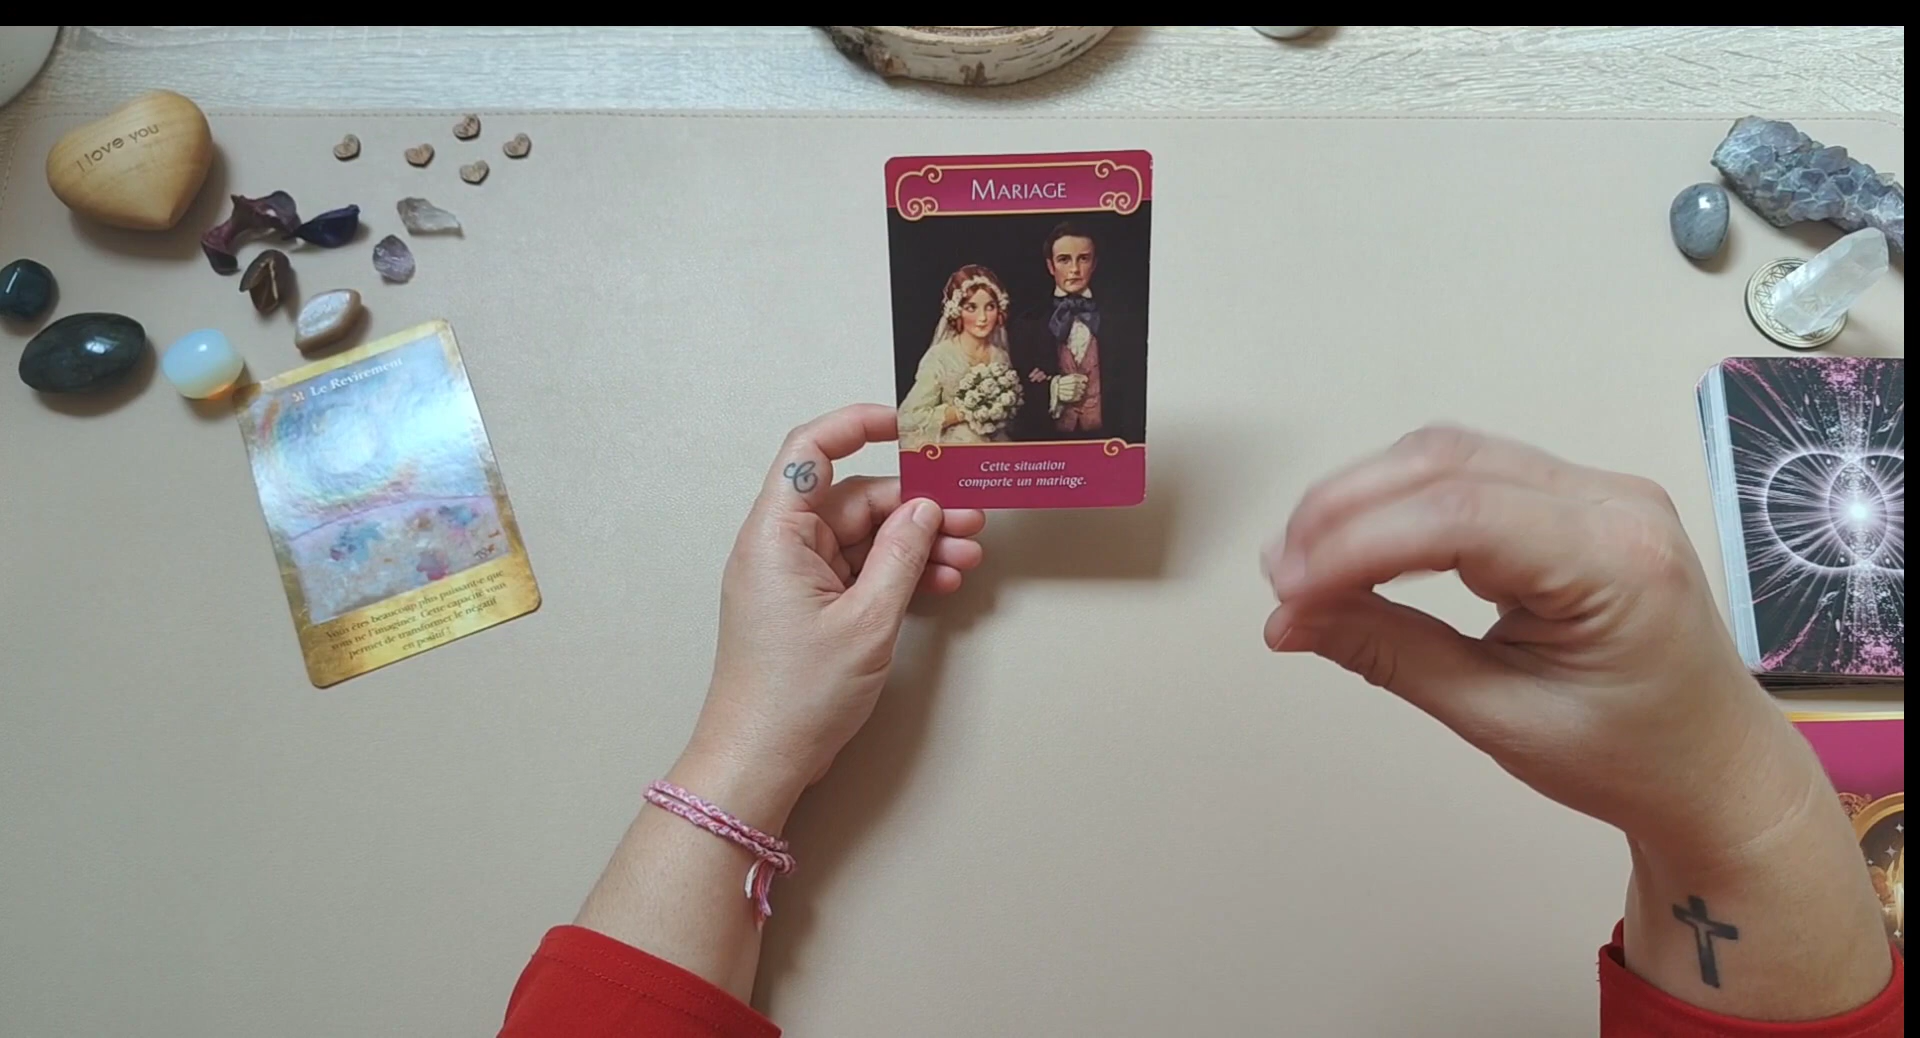 I love you
MARIAGE
Cette situation
comporte un mariage.
Le Revirement
Vous êtes beaucoup plus puissant·e que
vous ne l'imaginez. Cette capacité vous
permet de transformer le négatif
en positif !